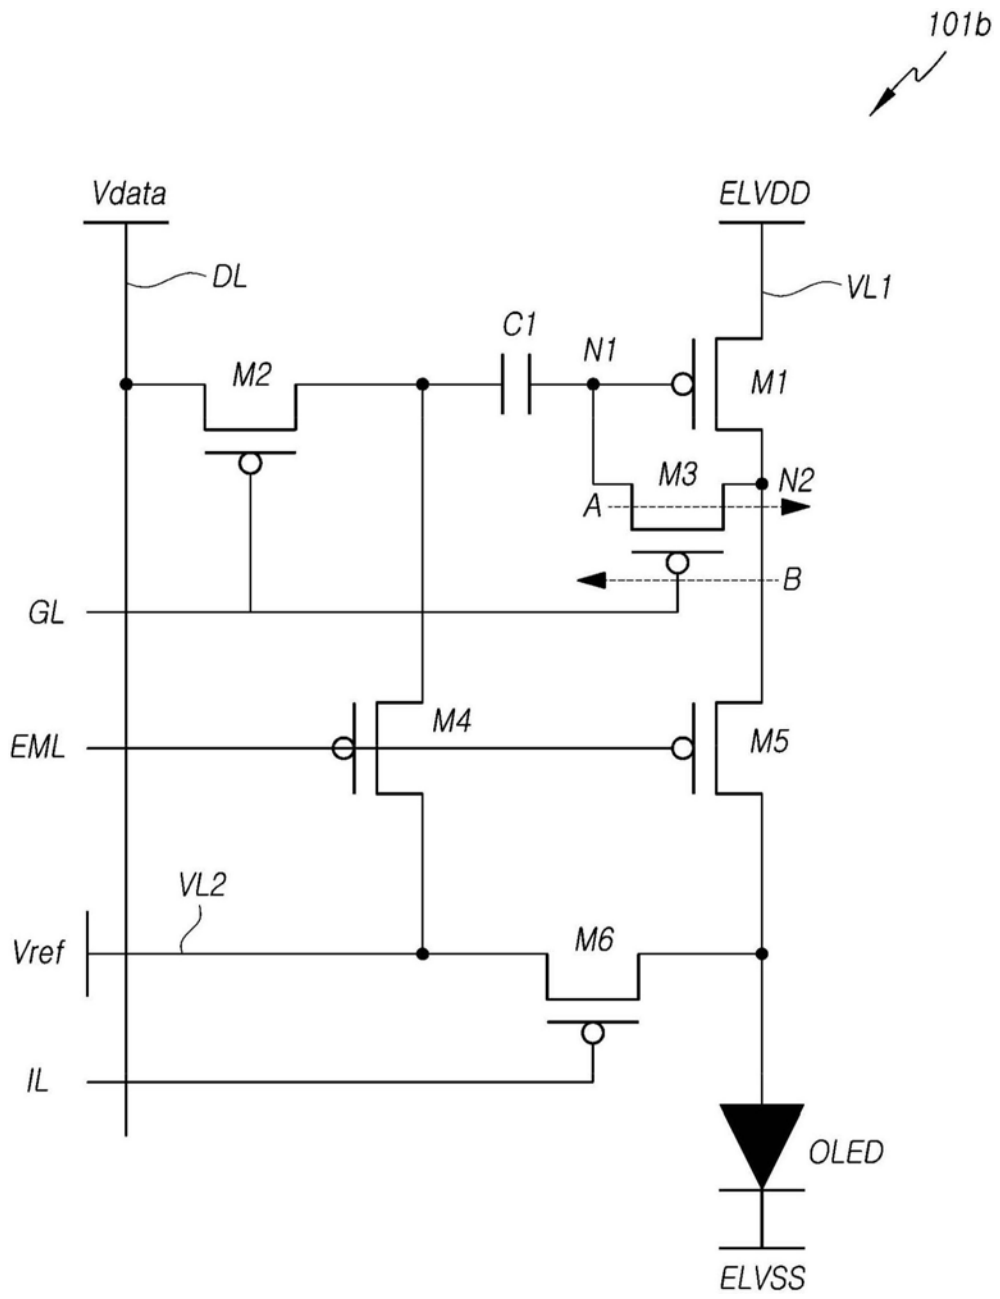 101b
Vdata
ELVDD
DL
VL1
C1
N1
M2
M1
M3
N2
A
B
GL
M4
M5
EML
VL2
M6
Vref
IL
OLED
ELVSS